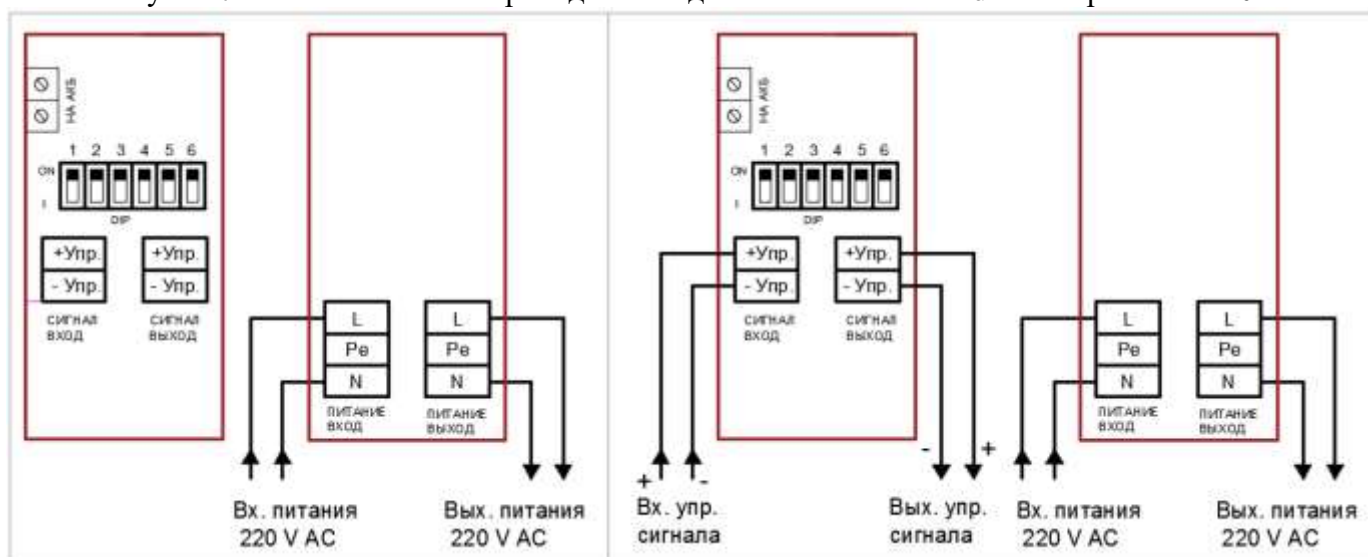 НА АКБ
1 2 3 4 5 6
ON
I
DIP
+Упр. +Упр.
- Упр. - Упр.
СИГНАЛ ВХОД
СИГНАЛ ВЫХОД
L L
Pe Pe
N N
ПИТАНИЕ ВХОД
ПИТАНИЕ ВЫХОД
Вх. питания
220 V AC
Вых. питания
220 V AC
НА АКБ
1 2 3 4 5 6
ON
I
DIP
+Упр. +Упр.
- Упр. - Упр.
СИГНАЛ ВХОД
СИГНАЛ ВЫХОД
L L
Pe Pe
N N
ПИТАНИЕ ВХОД
ПИТАНИЕ ВЫХОД
+ -
- +
Вх. упр.
сигнала
Вых. упр.
сигнала
Вх. питания
220 V AC
Вых. питания
220 V AC